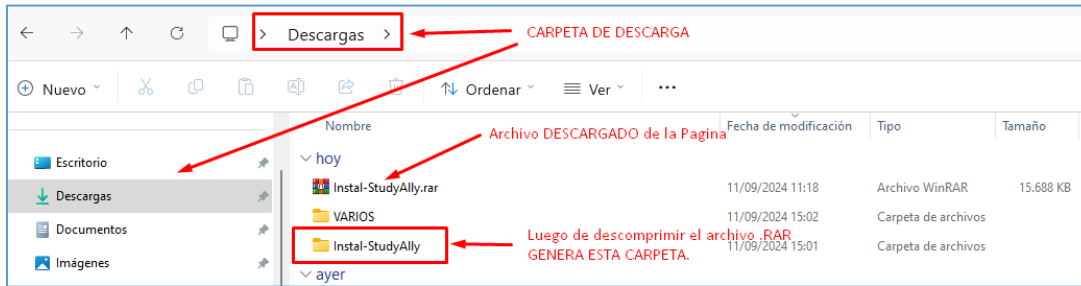 > Descargas >
CARPETA DE DESCARGA
Nuevo
Ordenar
Ver
...
Nombre
Fecha de modificación
Tipo
Tamaño
Archivo DESCARGADO de la Pagina
Escritorio
hoy
Descargas
Instal-StudyAlly.rar
11/09/2024 11:18
Archivo WinRAR
15.688 KB
Documentos
VARIOS
11/09/2024 15:02
Carpeta de archivos
Luego de descomprimir el archivo .RAR
GENERA ESTA CARPETA.
Imágenes
Instal-StudyAlly
11/09/2024 15:01
Carpeta de archivos
ayer